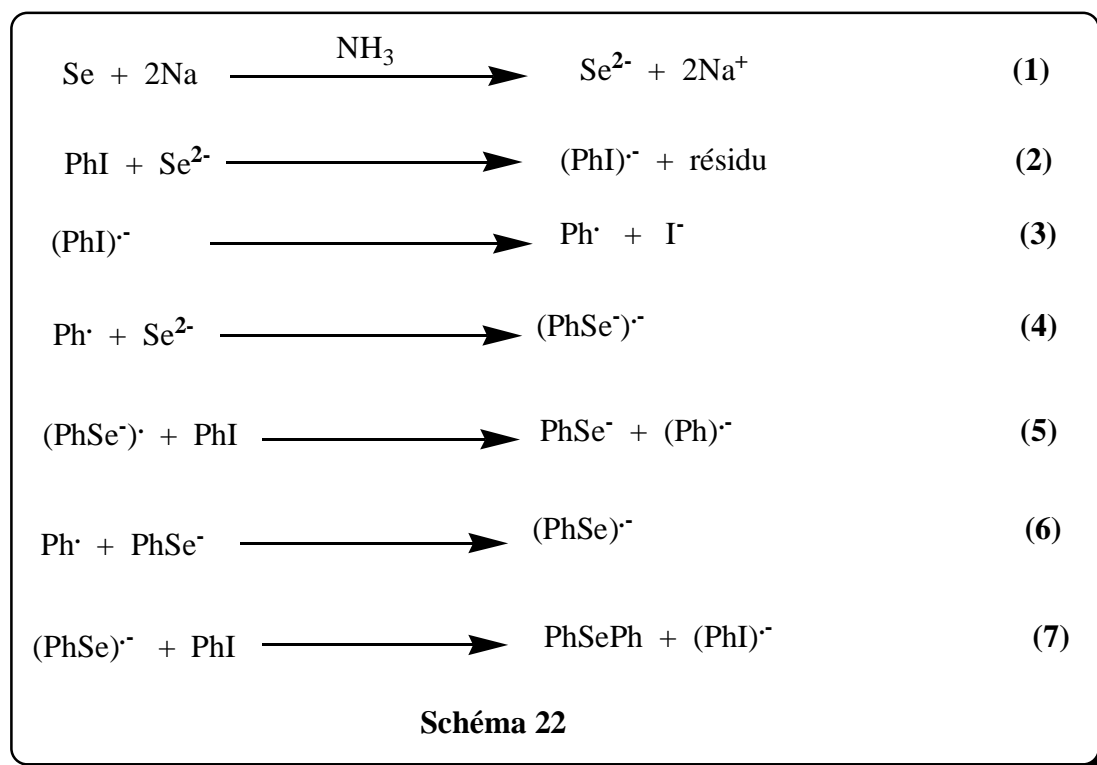 NH₃
Se + 2Na Se²⁻ + 2Na⁺ (1)
PhI + Se²⁻ (PhI)·⁻ + résidu (2)
(PhI)·⁻ Ph· + I⁻ (3)
Ph· + Se²⁻ (PhSe⁻)·⁻ (4)
(PhSe⁻)· + PhI PhSe⁻ + (Ph)·⁻ (5)
Ph· + PhSe⁻ (PhSe)·⁻ (6)
(PhSe)·⁻ + PhI PhSePh + (PhI)·⁻ (7)
Schéma 22